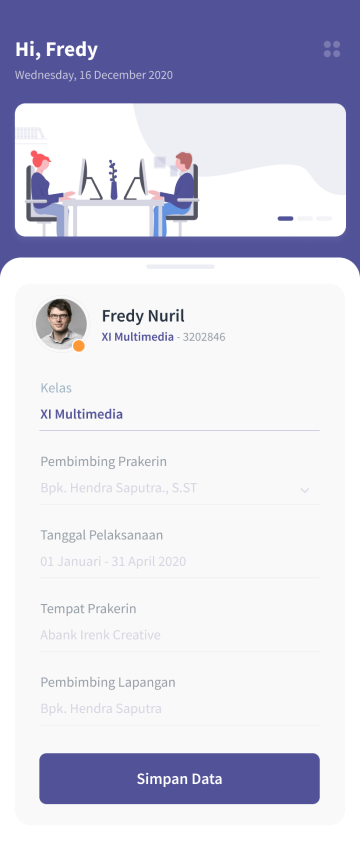 Hi, Fredy
Wednesday, 16 December 2020
Fredy Nuril
XI Multimedia - 3202846
Kelas
XI Multimedia
Pembimbing Prakerin
Bpk. Hendra Saputra., S.ST
Tanggal Pelaksanaan
01 Januari - 31 April 2020
Tempat Prakerin
Abank Irenk Creative
Pembimbing Lapangan
Bpk. Hendra Saputra
Simpan Data